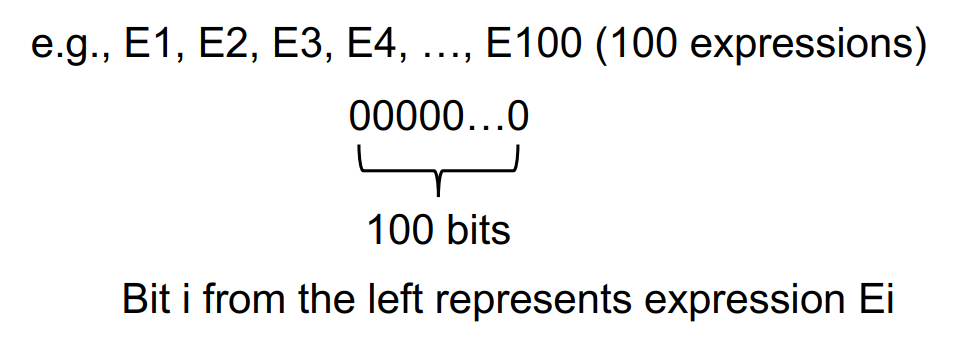 e.g., E1, E2, E3, E4, …, E100 (100 expressions)
00000…0
100 bits
Bit i from the left represents expression Ei